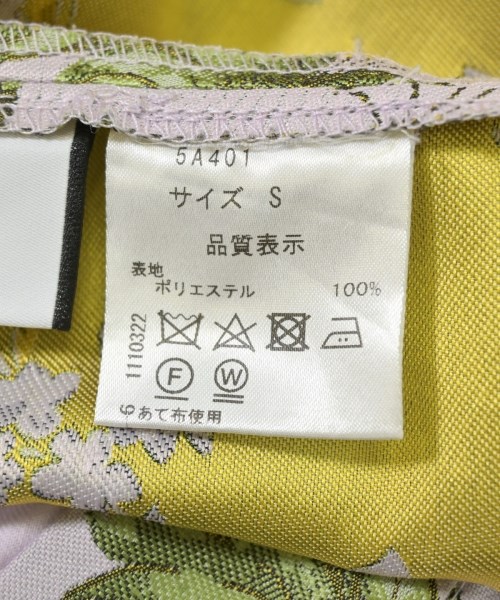 5A401
サイズ S
品質表示
表地
ポリエステル 100%
1110322
F W
あて布使用